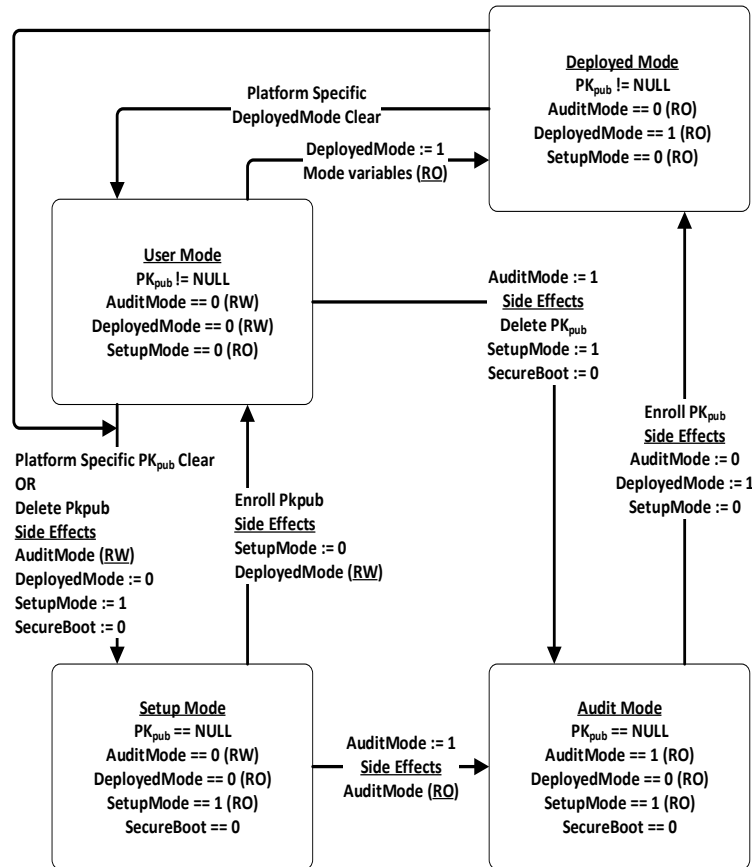 Deployed Mode
PKpub != NULL
AuditMode == 0 (RO)
DeployedMode == 1 (RO)
SetupMode == 0 (RO)
Platform Specific
DeployedMode Clear
DeployedMode := 1
Mode variables (RO)
User Mode
PKpub != NULL
AuditMode == 0 (RW)
DeployedMode == 0 (RW)
SetupMode == 0 (RO)
AuditMode := 1
Side Effects
Delete PKpub
SetupMode := 1
SecureBoot := 0
Enroll PKpub
Side Effects
AuditMode := 0
DeployedMode := 1
SetupMode := 0
Platform Specific PKpub Clear
OR
Delete Pkpub
Side Effects
AuditMode (RW)
DeployedMode := 0
SetupMode := 1
SecureBoot := 0
Enroll Pkpub
Side Effects
SetupMode := 0
DeployedMode (RW)
Setup Mode
PKpub == NULL
AuditMode == 0 (RW)
DeployedMode == 0 (RO)
SetupMode == 1 (RO)
SecureBoot == 0
AuditMode := 1
Side Effects
AuditMode (RO)
Audit Mode
PKpub == NULL
AuditMode == 1 (RO)
DeployedMode == 0 (RO)
SetupMode == 1 (RO)
SecureBoot == 0